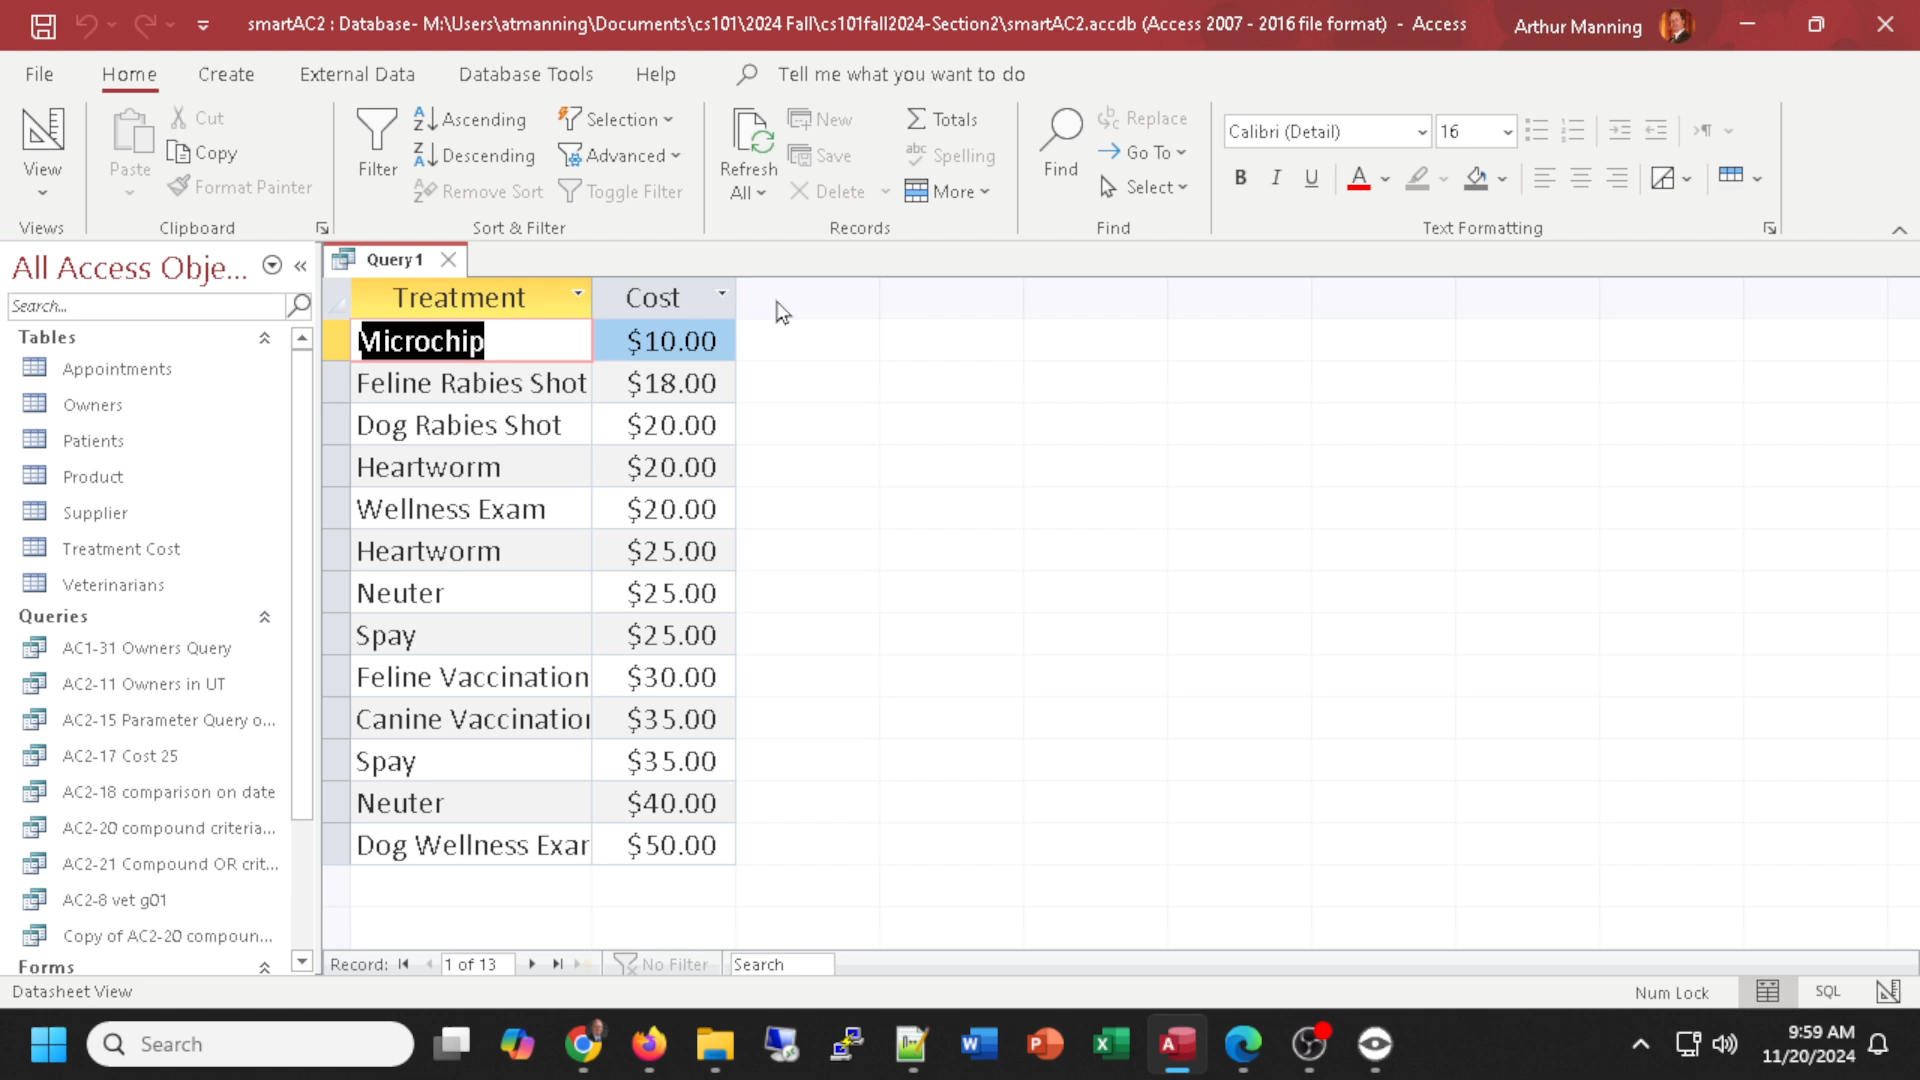 smartAC2 : Database- M:\Users\atmanning\Documents\cs101\2024 Fall\cs101fall2024-Section2\smartAC2.accdb (Access 2007 - 2016 file format) - Access
Arthur Manning
File Home Create External Data Database Tools Help Tell me what you want to do
View
Views
Paste
Cut
Copy
Format Painter
Clipboard
Filter
Ascending
Descending
Remove Sort
Selection
Advanced
Toggle Filter
Sort & Filter
Refresh
All
New
Save
Delete
Totals
Spelling
More
Records
Find
Replace
Go To
Select
Find
Calibri (Detail) 16
B I U A
Text Formatting
All Access Obje...
Search...
Tables
Appointments
Owners
Patients
Product
Supplier
Treatment Cost
Veterinarians
Queries
AC1-31 Owners Query
AC2-11 Owners in UT
AC2-15 Parameter Query o...
AC2-17 Cost 25
AC2-18 comparison on date
AC2-20 compound criteria...
AC2-21 Compound OR crit...
AC2-8 vet g01
Copy of AC2-20 compoun...
Forms
Query1
Treatment Cost
Microchip $10.00
Feline Rabies Shot $18.00
Dog Rabies Shot $20.00
Heartworm $20.00
Wellness Exam $20.00
Heartworm $25.00
Neuter $25.00
Spay $25.00
Feline Vaccination $30.00
Canine Vaccination $35.00
Spay $35.00
Neuter $40.00
Dog Wellness Exar $50.00
Record: 1 of 13 No Filter Search
Datasheet View Num Lock SQL
Search
9:59 AM
11/20/2024